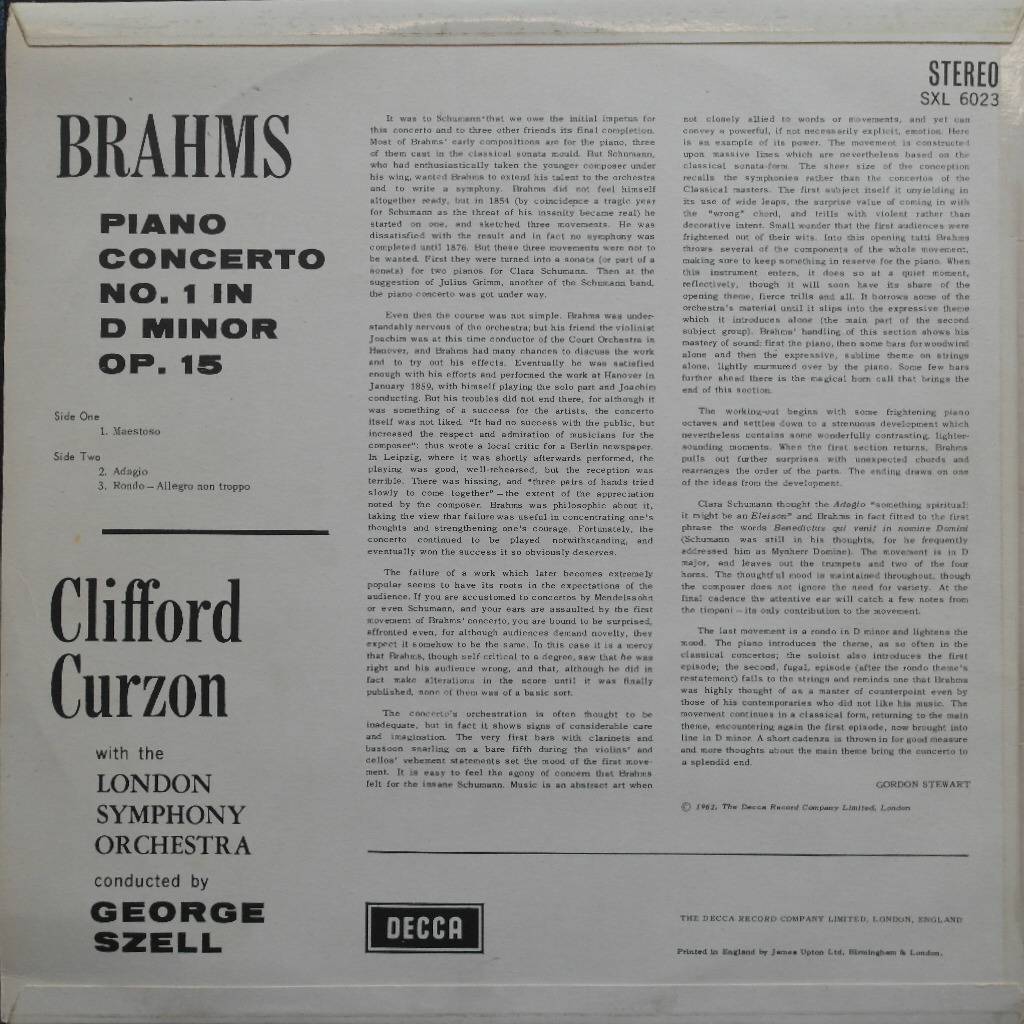 STEREO
SXL 6023
BRAHMS
PIANO
CONCERTO
NO. 1 IN
D MINOR
OP. 15
Side One
1. Maestoso
Side Two
2. Adagio
3. Rondo – Allegro non troppo
Clifford
Curzon
with the
LONDON
SYMPHONY
ORCHESTRA
conducted by
GEORGE
SZELL
It was to Schumann that we owe the initial impetus for
this concerto and to three other friends its final completion.
Most of Brahms' early compositions are for the piano, three
of them cast in the classical sonata mould. But Schumann,
who had enthusiastically taken the younger composer under
his wing, wanted Brahms to extend his talent to the orchestra
and to write a symphony. Brahms did not feel himself
altogether ready, but in 1854 (by coincidence a tragic year
for Schumann as the threat of his insanity became real) he
started on one, and sketched three movements. He was
dissatisfied with the result and in fact no symphony was
completed until 1876. But these three movements were not to
be wasted. First they were turned into a sonata (or part of a
sonata) for two pianos for Clara Schumann. Then at the
suggestion of Julius Grimm, another of the Schumann band,
the piano concerto was got under way.
Even then the course was not simple. Brahms was under-
standably nervous of the orchestra; but his friend the violinist
Joachim was at this time conductor of the Court Orchestra in
Hanover, and Brahms had many chances to discuss the work
and to try out his effects. Eventually he was satisfied
enough with his efforts and performed the work at Hanover in
January 1859, with himself playing the solo part and Joachim
conducting. But his troubles did not end there, for although it
was something of a success for the artists, the concerto
itself was not liked. "It had no success with the public, but
increased the respect and admiration of musicians for the
composer": thus wrote a local critic for a Berlin newspaper.
In Leipzig, where it was shortly afterwards performed, the
playing was good, well-rehearsed, but the reception was
terrible. There was hissing, and "three pairs of hands tried
slowly to come together" – the extent of the appreciation
noted by the composer. Brahms was philosophic about it,
taking the view that failure was useful in concentrating one's
thoughts and strengthening one's courage. Fortunately, the
concerto continued to be played notwithstanding, and
eventually won the success it so obviously deserves.
The failure of a work which later becomes extremely
popular seems to have its roots in the expectations of the
audience. If you are accustomed to concertos by Mendelssohn
or even Schumann, and your ears are assaulted by the first
movement of Brahms' concerto, you are bound to be surprised,
affronted even, for although audiences demand novelty, they
expect it somehow to be the same. In this case it is a mercy
that Brahms, though self critical to a degree, saw that he was
right and his audience wrong, and that, although he did in
fact make alterations in the score until it was finally
published, none of them was of a basic sort.
The concerto's orchestration is often thought to be
inadequate, but in fact it shows signs of considerable care
and imagination. The very first bars with clarinets and
bassoon snarling on a bare fifth during the violins' and
cellos' vehement statements set the mood of the first move-
ment. It is easy to feel the agony of concern that Brahms
felt for the insane Schumann. Music is an abstract art when
not closely allied to words or movements, and yet can
convey a powerful, if not necessarily explicit, emotion. Here
is an example of its power. The movement is constructed
upon massive lines which are nevertheless based on the
classical sonata-form. The sheer size of the conception
recalls the symphonies rather than the concertos of the
Classical masters. The first subject itself it unyielding in
its use of wide leaps, the surprise value of coming in with
the "wrong" chord, and trills with violent rather than
decorative intent. Small wonder that the first audiences were
frightened out of their wits. Into this opening tutti Brahms
throws several of the components of the whole movement,
making sure to keep something in reserve for the piano. When
this instrument enters, it does so at a quiet moment,
reflectively, though it will soon have its share of the
opening theme, fierce trills and all. It borrows some of the
orchestra's material until it slips into the expressive theme
which it introduces alone (the main part of the second
subject group). Brahms' handling of this section shows his
mastery of sound: first the piano, then some bars for woodwind
alone and then the expressive, sublime theme on strings
alone, lightly murmured over by the piano. Some few bars
further ahead there is the magical horn call that brings the
end of this section.
The working-out begins with some frightening piano
octaves and settles down to a strenuous development which
nevertheless contains some wonderfully contrasting, lighter-
sounding moments. When the first section returns, Brahms
pulls out further surprises with unexpected chords and
rearranges the order of the parts. The ending draws on one
of the ideas from the development.
Clara Schumann thought the Adagio "something spiritual:
it might be an Eleison" and Brahms in fact fitted to the first
phrase the words Benedictus qui venit in nomine Domini
(Schumann was still in his thoughts, for he frequently
addressed him as Mynherr Domine). The movement is in D
major, and leaves out the trumpets and two of the four
horns. The thoughtful mood is maintained throughout, though
the composer does not ignore the need for variety. At the
final cadence the attentive ear will catch a few notes from
the timpani – its only contribution to the movement.
The last movement is a rondo in D minor and lightens the
mood. The piano introduces the theme, as so often in the
classical concertos; the soloist also introduces the first
episode; the second, fugal, episode (after the rondo theme's
restatement) falls to the strings and reminds one that Brahms
was highly thought of as a master of counterpoint even by
those of his contemporaries who did not like his music. The
movement continues in a classical form, returning to the main
theme, encountering again the first episode, now brought into
line in D minor. A short cadenza is thrown in for good measure
and more thoughts about the main theme bring the concerto to
a splendid end.
GORDON STEWART
© 1962, The Decca Record Company Limited, London
DECCA
THE DECCA RECORD COMPANY LIMITED, LONDON, ENGLAND
Printed in England by James Upton Ltd, Birmingham & London.